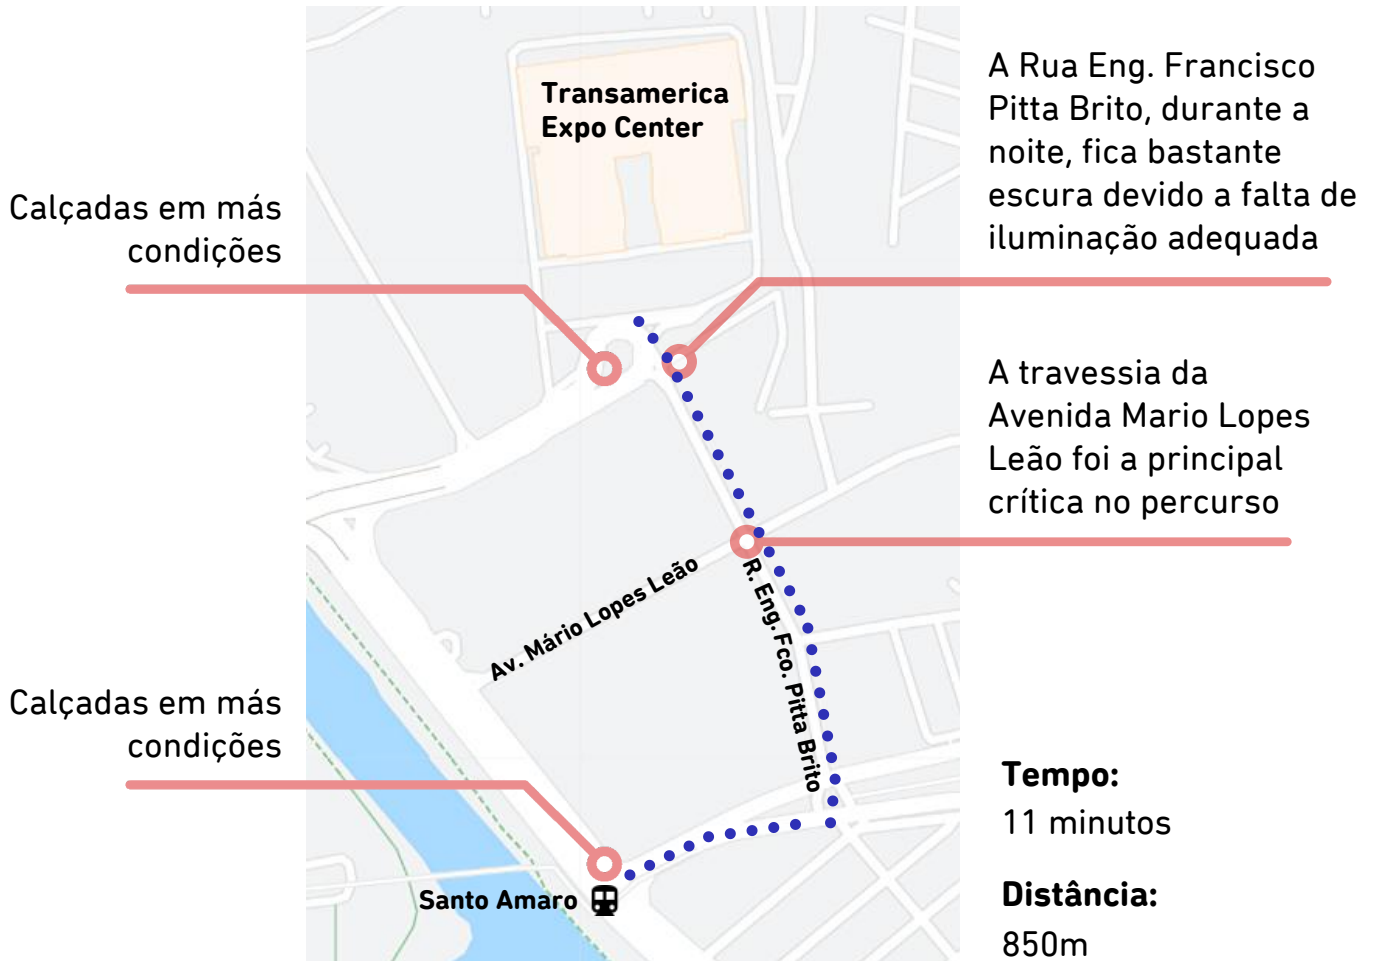 Transamerica
Expo Center
A Rua Eng. Francisco
Pitta Brito, durante a
noite, fica bastante
escura devido a falta de
iluminação adequada
Calçadas em más
condições
A travessia da
Avenida Mario Lopes
Leão foi a principal
crítica no percurso
Av. Mário Lopes Leão
R. Eng. Fco. Pitta Brito
Calçadas em más
condições
Santo Amaro
Tempo:
11 minutos
Distância:
850m